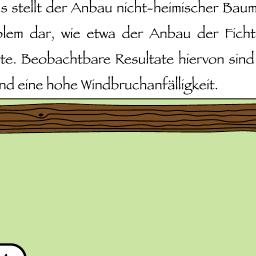 s stellt der Anbau nicht-heimischer Baum
blem dar, wie etwa der Anbau der Ficht
te. Beobachtbare Resultate hiervon sind
nd eine hohe Windbruchanfälligkeit.